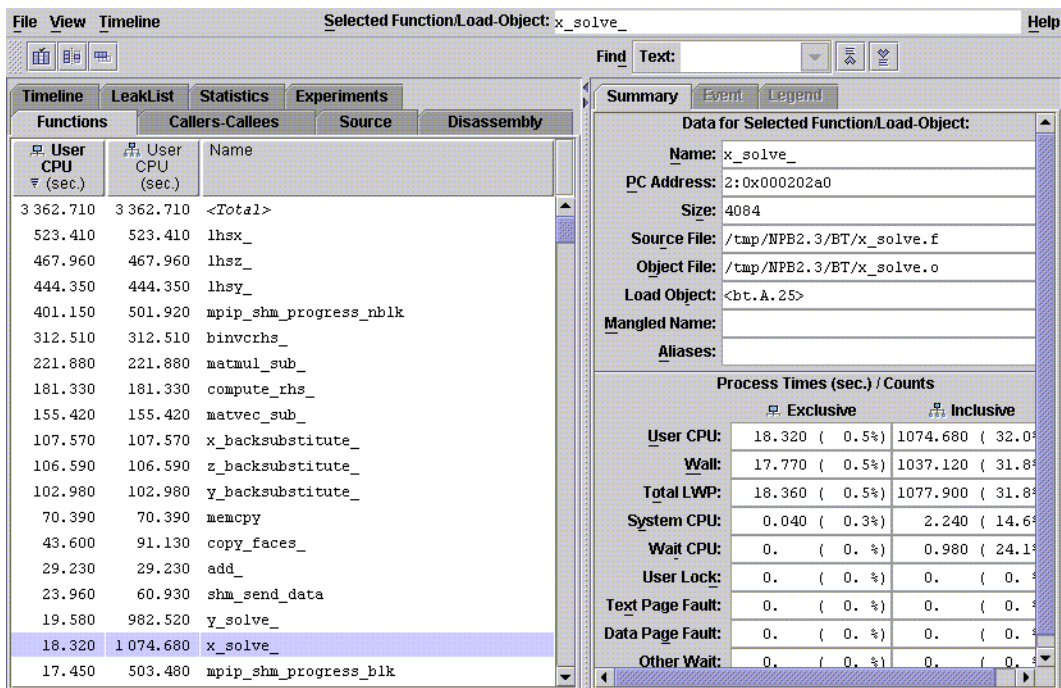 File View Timeline Selected Function/Load-Object: x_solve_ Help
Find Text:
Timeline LeakList Statistics Experiments
Functions Callers-Callees Source Disassembly
User CPU (sec.) User CPU (sec.) Name
3 362.710 3 362.710 <Total>
523.410 523.410 lhsx_
467.960 467.960 lhsz_
444.350 444.350 lhsy_
401.150 501.920 mpip_shm_progress_nblk
312.510 312.510 binvcrhs_
221.880 221.880 matmul_sub_
181.330 181.330 compute_rhs_
155.420 155.420 matvec_sub_
107.570 107.570 x_backsubstitute_
106.590 106.590 z_backsubstitute_
102.980 102.980 y_backsubstitute_
70.390 70.390 memcpy
43.600 91.130 copy_faces_
29.230 29.230 add_
23.960 60.930 shm_send_data
19.580 982.520 y_solve_
18.320 1 074.680 x_solve_
17.450 503.480 mpip_shm_progress_blk
Summary Event Legend
Data for Selected Function/Load-Object:
Name: x_solve_
PC Address: 2:0x000202a0
Size: 4084
Source File: /tmp/NPB2.3/BT/x_solve.f
Object File: /tmp/NPB2.3/BT/x_solve.o
Load Object: <bt.A.25>
Mangled Name:
Aliases:
Process Times (sec.) / Counts
Exclusive Inclusive
User CPU: 18.320 ( 0.5%) 1074.680 ( 32.0%
Wall: 17.770 ( 0.5%) 1037.120 ( 31.8%
Total LWP: 18.360 ( 0.5%) 1077.900 ( 31.8%
System CPU: 0.040 ( 0.3%) 2.240 ( 14.6%
Wait CPU: 0. ( 0. %) 0.980 ( 24.1%
User Lock: 0. ( 0. %) 0. ( 0. %
Text Page Fault: 0. ( 0. %) 0. ( 0. %
Data Page Fault: 0. ( 0. %) 0. ( 0. %
Other Wait: 0. ( 0. %) 0. ( 0. %